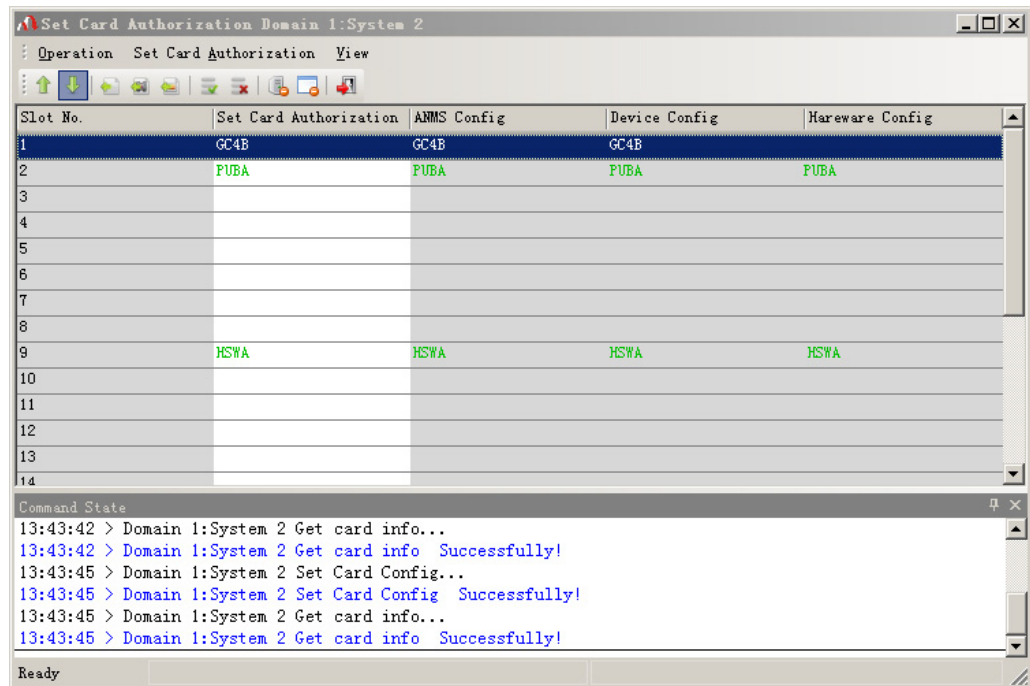 Set Card Authorization Domain 1:System 2
Operation Set Card Authorization View
Slot No. Set Card Authorization ANMS Config Device Config Hareware Config
1 GC4B GC4B GC4B
2 PUBA PUBA PUBA PUBA
3
4
5
6
7
8
9 HSWA HSWA HSWA HSWA
10
11
12
13
14
Command State
13:43:42 > Domain 1:System 2 Get card info...
13:43:42 > Domain 1:System 2 Get card info Successfully!
13:43:45 > Domain 1:System 2 Set Card Config...
13:43:45 > Domain 1:System 2 Set Card Config Successfully!
13:43:45 > Domain 1:System 2 Get card info...
13:43:45 > Domain 1:System 2 Get card info Successfully!
Ready